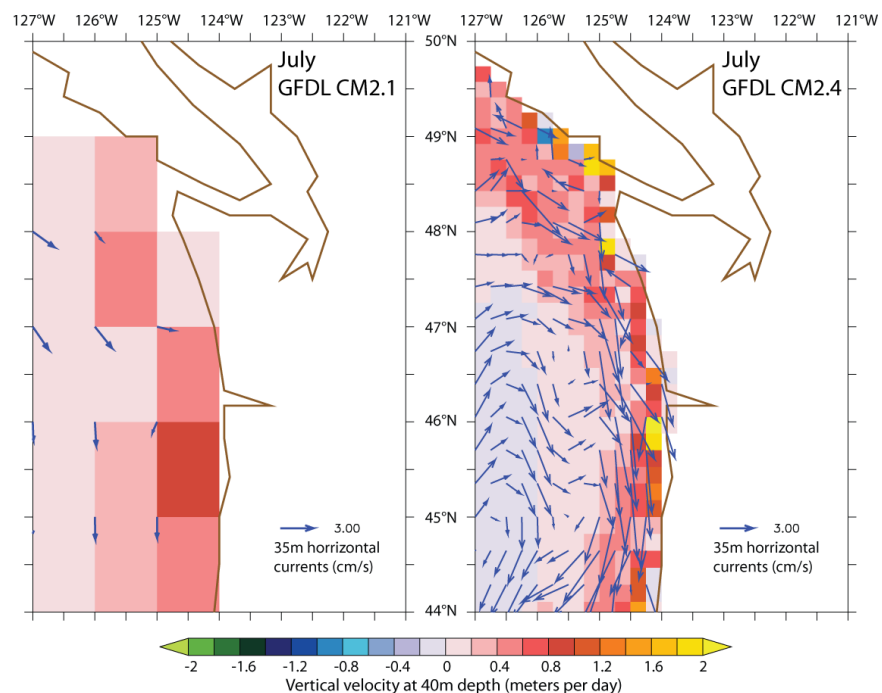 127°W 126°W 125°W 124°W 123°W 122°W 121°W
127°W 126°W 125°W 124°W 123°W 122°W 121°W
50°N
49°N
48°N
47°N
46°N
45°N
44°N
July
GFDL CM2.1
3.00
35m horrizontal
currents (cm/s)
July
GFDL CM2.4
3.00
35m horrizontal
currents (cm/s)
-2 -1.6 -1.2 -0.8 -0.4 0 0.4 0.8 1.2 1.6 2
Vertical velocity at 40m depth (meters per day)